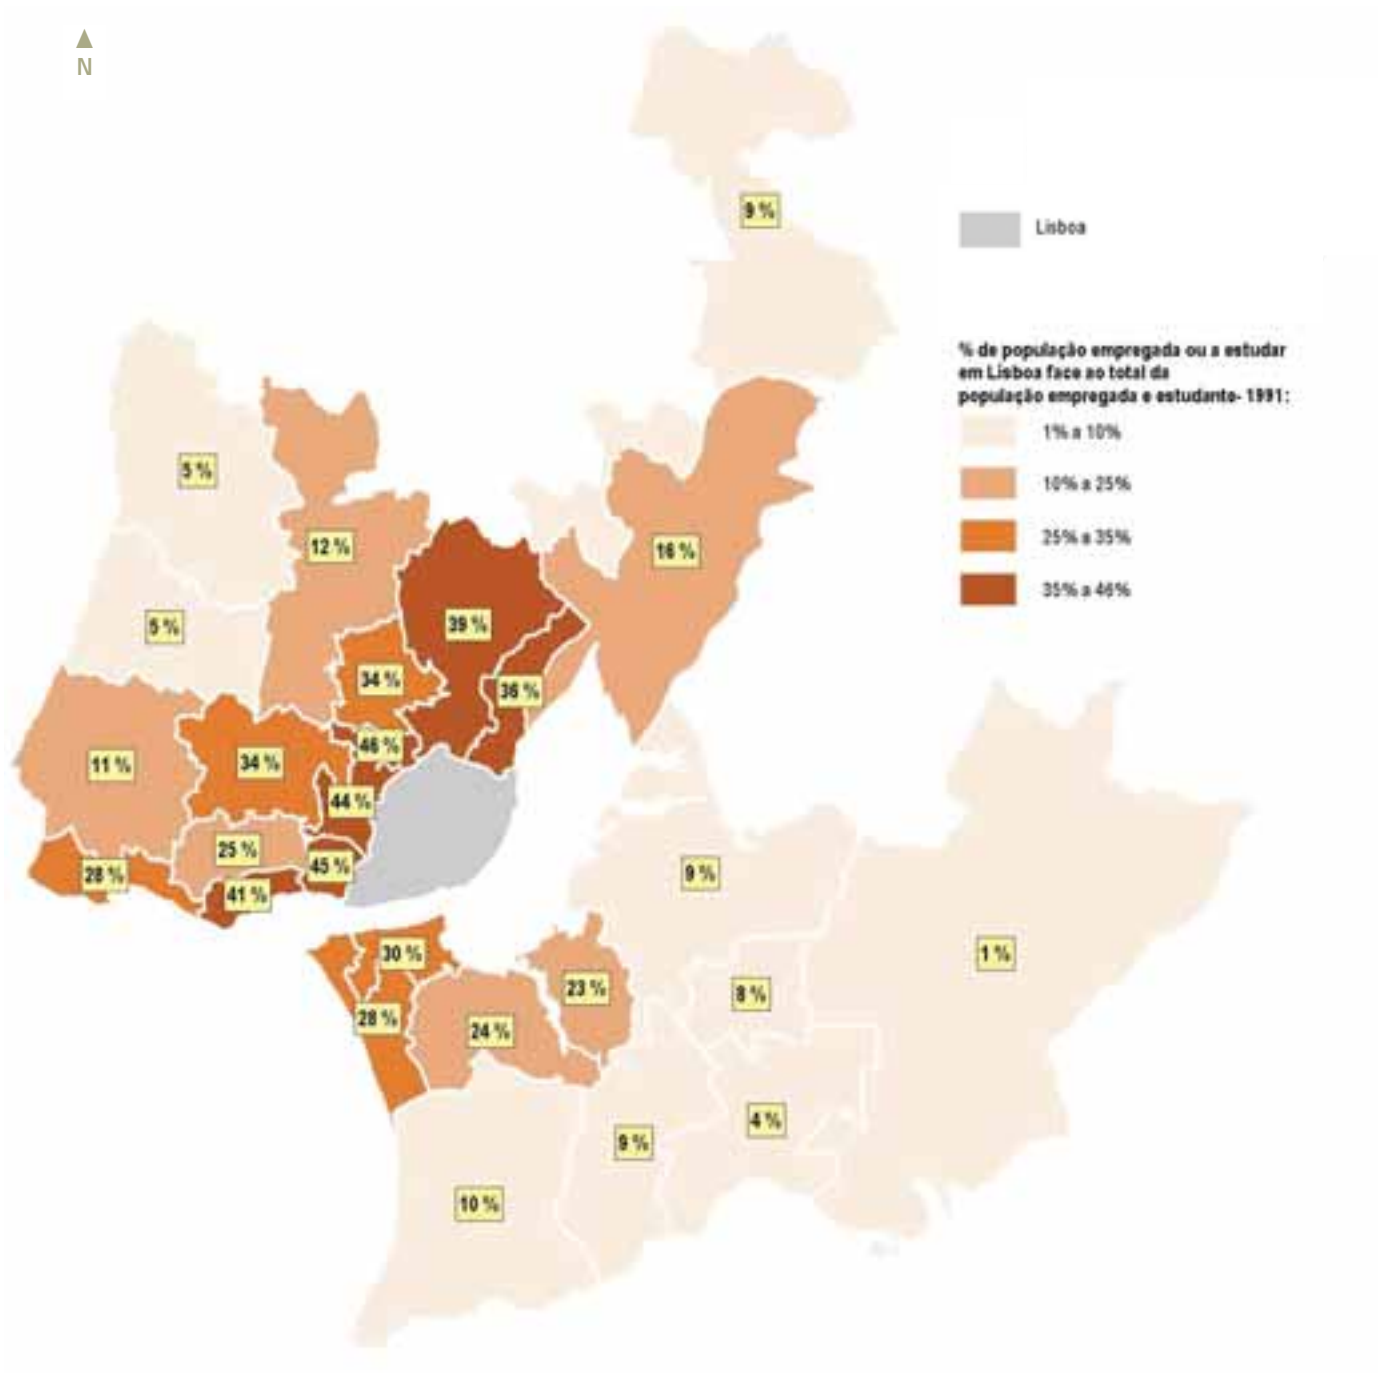 N
9 %
Lisboa
% de população empregada ou a estudar
em Lisboa face ao total da
população empregada e estudante- 1991:
1% a 10%
10% a 25%
25% a 35%
35% a 46%
5 %
12 %
16 %
5 %
39 %
34 %
36 %
46 %
11 %
34 %
44 %
25 %
45 %
28 %
41 %
9 %
30 %
1 %
23 %
8 %
28 %
24 %
4 %
9 %
10 %